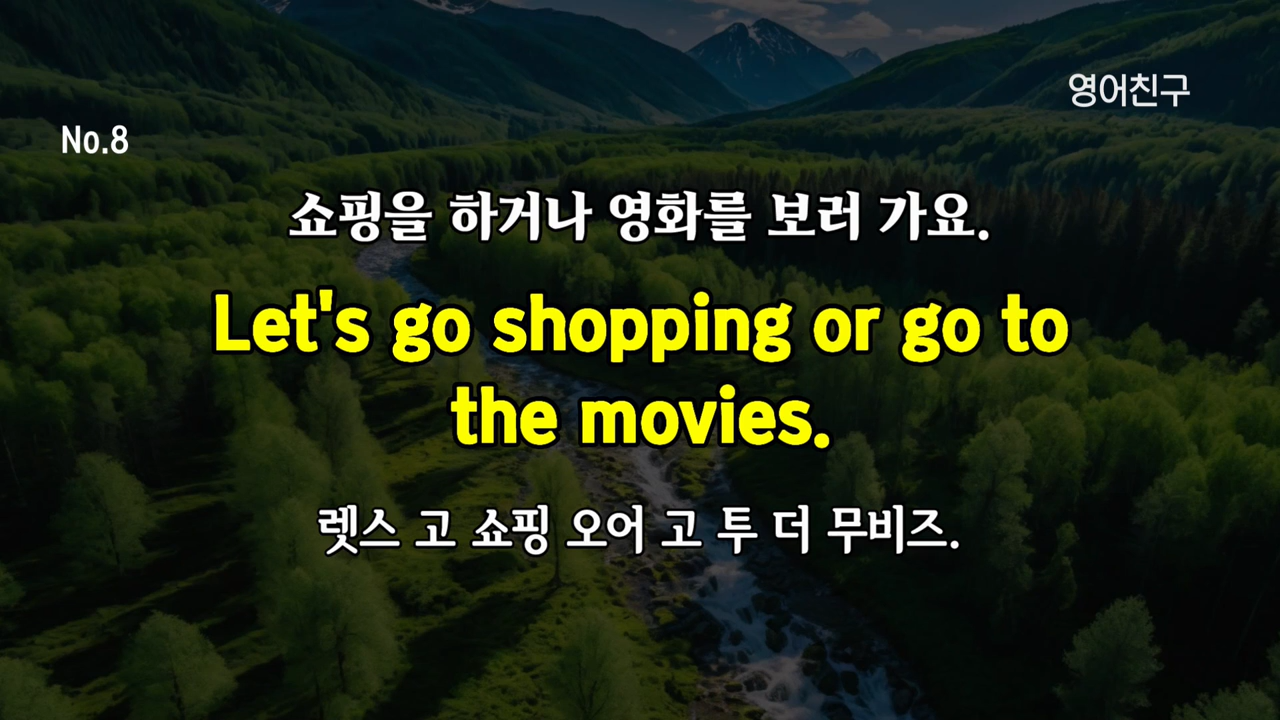 영어친구
No.8
쇼핑을 하거나 영화를 보러 가요.
Let's go shopping or go to
the movies.
렛스 고 쇼핑 오어 고 투 더 무비즈.